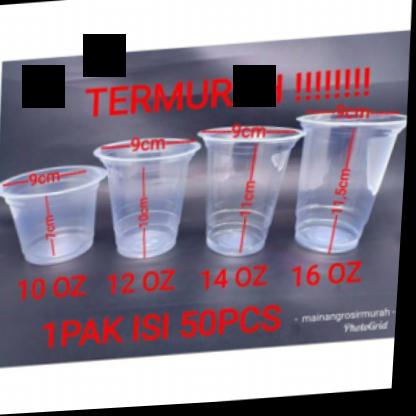 TERMUR H !!!!!!!!
9cm 9cm 9cm 9cm
7cm 10cm 11cm 11,5cm
10 OZ 12 OZ 14 OZ 16 OZ
1PAK ISI 50PCS
- mainangrosirmurah -
PhotoGrid